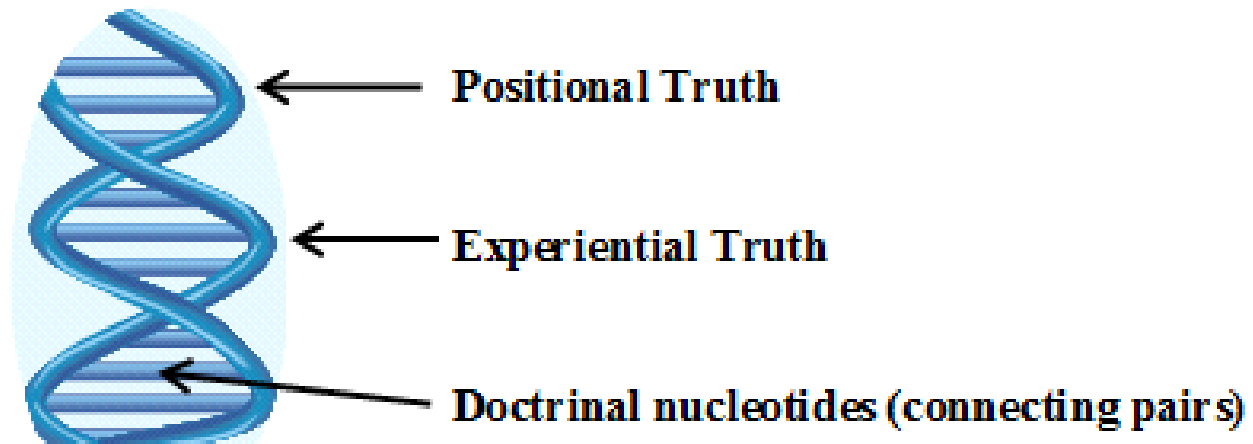 Positional Truth
Experiential Truth
Doctrinal nucleotides (connecting pairs)